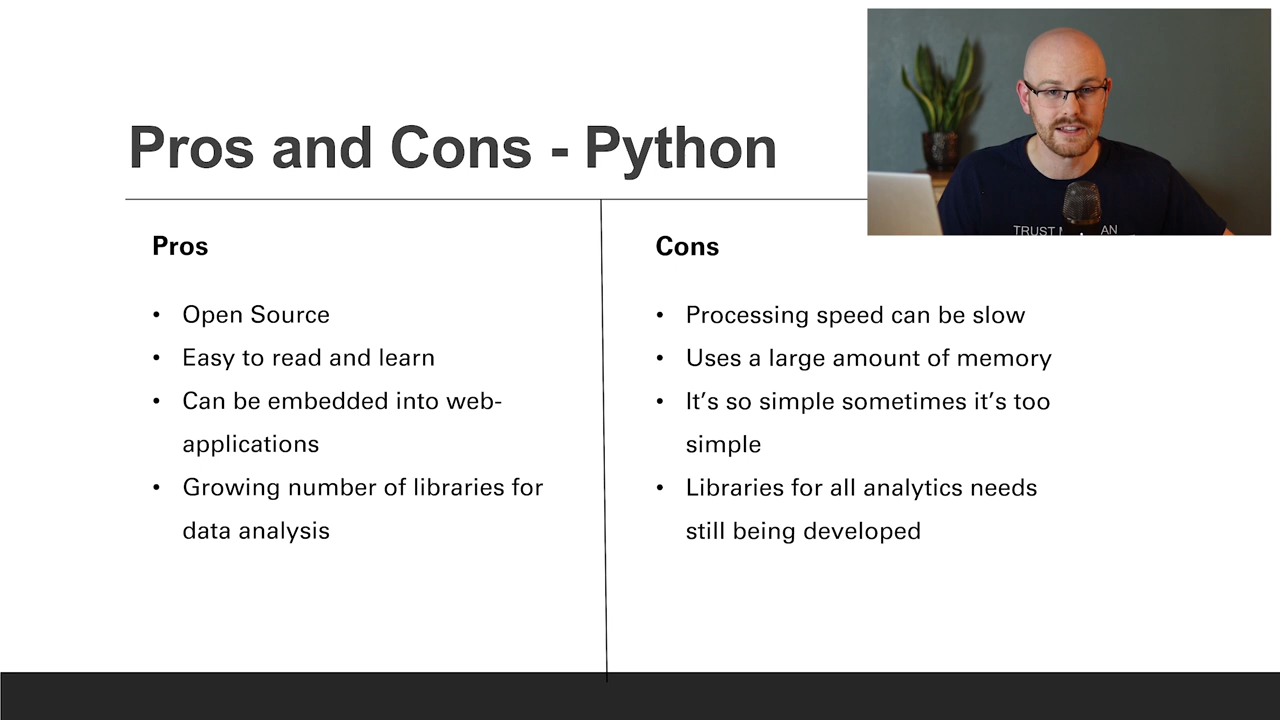 Pros and Cons - Python
Pros
• Open Source
• Easy to read and learn
• Can be embedded into web-
applications
• Growing number of libraries for
data analysis
Cons
• Processing speed can be slow
• Uses a large amount of memory
• It’s so simple sometimes it’s too
simple
• Libraries for all analytics needs
still being developed
TRUST